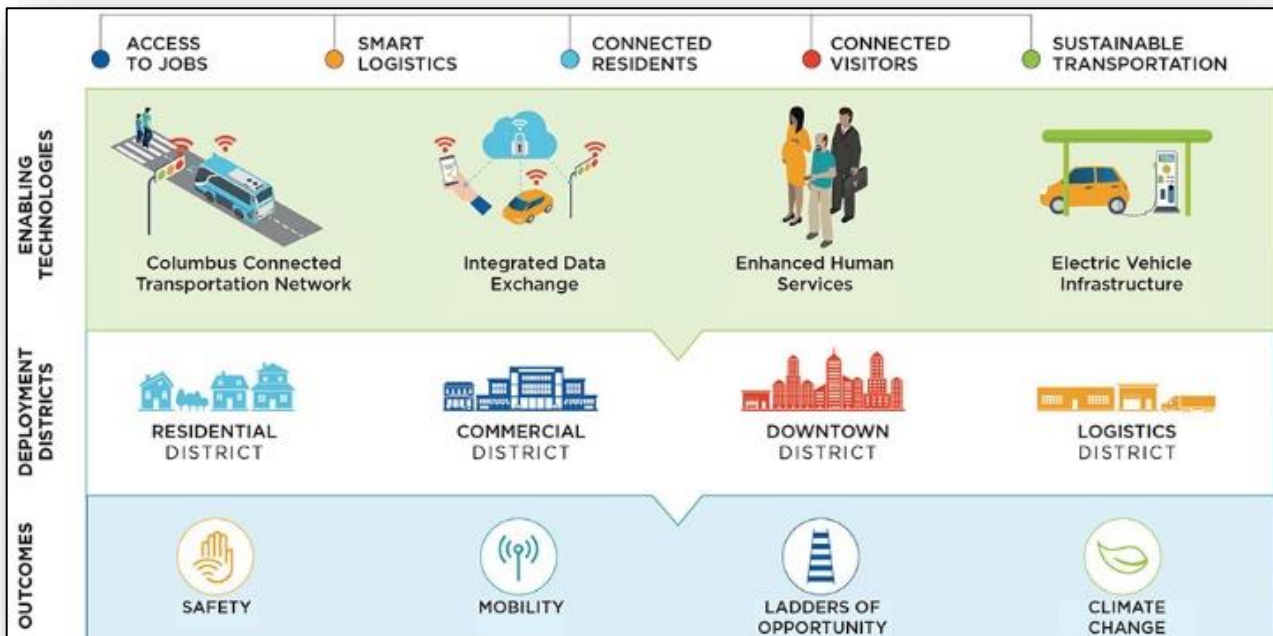 ACCESS
TO JOBS
SMART
LOGISTICS
CONNECTED
RESIDENTS
CONNECTED
VISITORS
SUSTAINABLE
TRANSPORTATION
ENABLING
TECHNOLOGIES
Columbus Connected
Transportation Network
Integrated Data
Exchange
Enhanced Human
Services
Electric Vehicle
Infrastructure
DEPLOYMENT
DISTRICTS
RESIDENTIAL
DISTRICT
COMMERCIAL
DISTRICT
DOWNTOWN
DISTRICT
LOGISTICS
DISTRICT
OUTCOMES
SAFETY
MOBILITY
LADDERS OF
OPPORTUNITY
CLIMATE
CHANGE